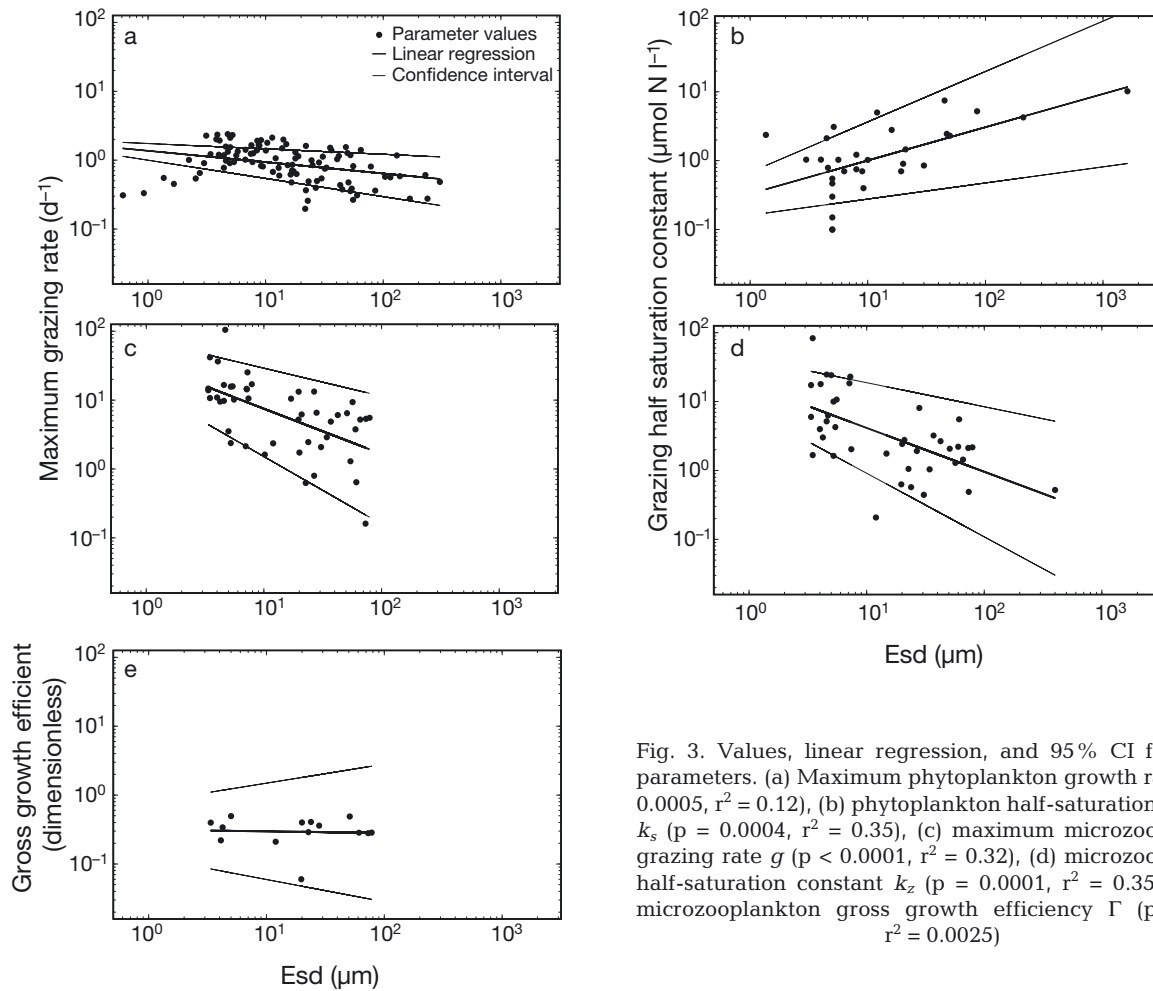 a
• Parameter values
— Linear regression
— Confidence interval
10² 10¹ 10⁰ 10⁻¹
10⁰ 10¹ 10² 10³
b
10² 10¹ 10⁰ 10⁻¹
10⁰ 10¹ 10² 10³
Maximum grazing rate (d⁻¹)
Grazing half saturation constant (µmol N l⁻¹)
c
10² 10¹ 10⁰ 10⁻¹
10⁰ 10¹ 10² 10³
d
10² 10¹ 10⁰ 10⁻¹
10⁰ 10¹ 10² 10³
Esd (µm)
Gross growth efficient
(dimensionless)
e
10² 10¹ 10⁰ 10⁻¹
10⁰ 10¹ 10² 10³
Esd (µm)
Fig. 3. Values, linear regression, and 95% CI f
parameters. (a) Maximum phytoplankton growth ra
0.0005, r² = 0.12), (b) phytoplankton half-saturation
kₛ (p = 0.0004, r² = 0.35), (c) maximum microzoo
grazing rate g (p < 0.0001, r² = 0.32), (d) microzoo
half-saturation constant k_z (p = 0.0001, r² = 0.35
microzooplankton gross growth efficiency Γ (p
r² = 0.0025)